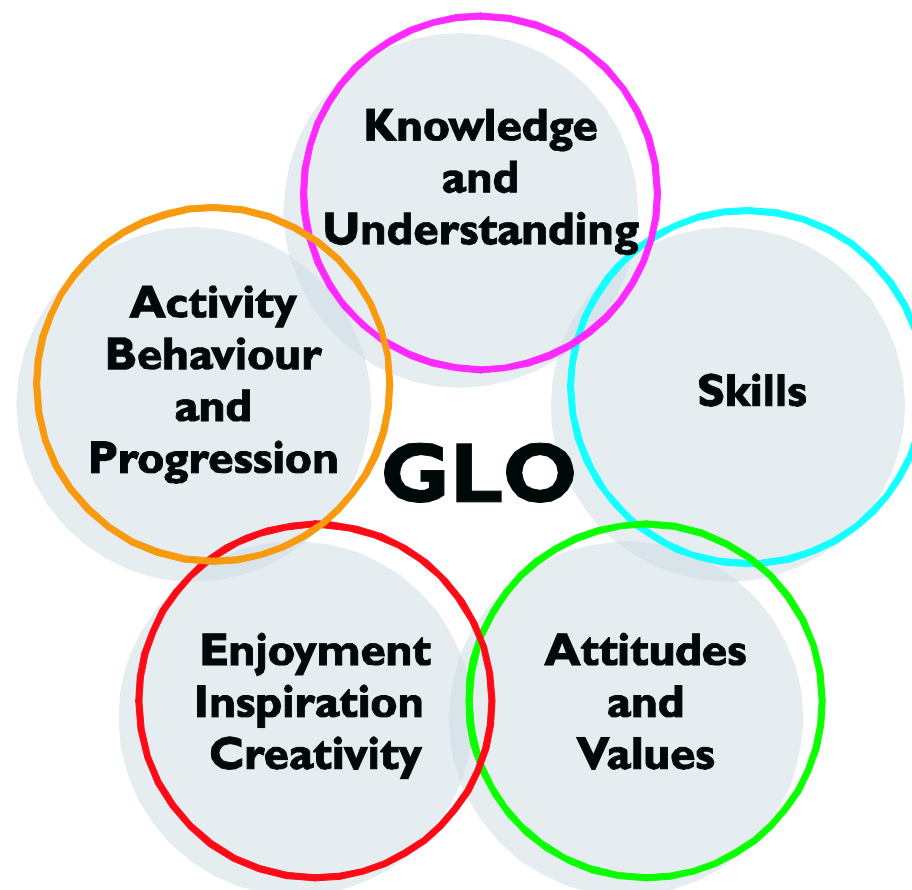 Knowledge
and
Understanding
Skills
Attitudes
and
Values
Enjoyment
Inspiration
Creativity
Activity
Behaviour
and
Progression
GLO